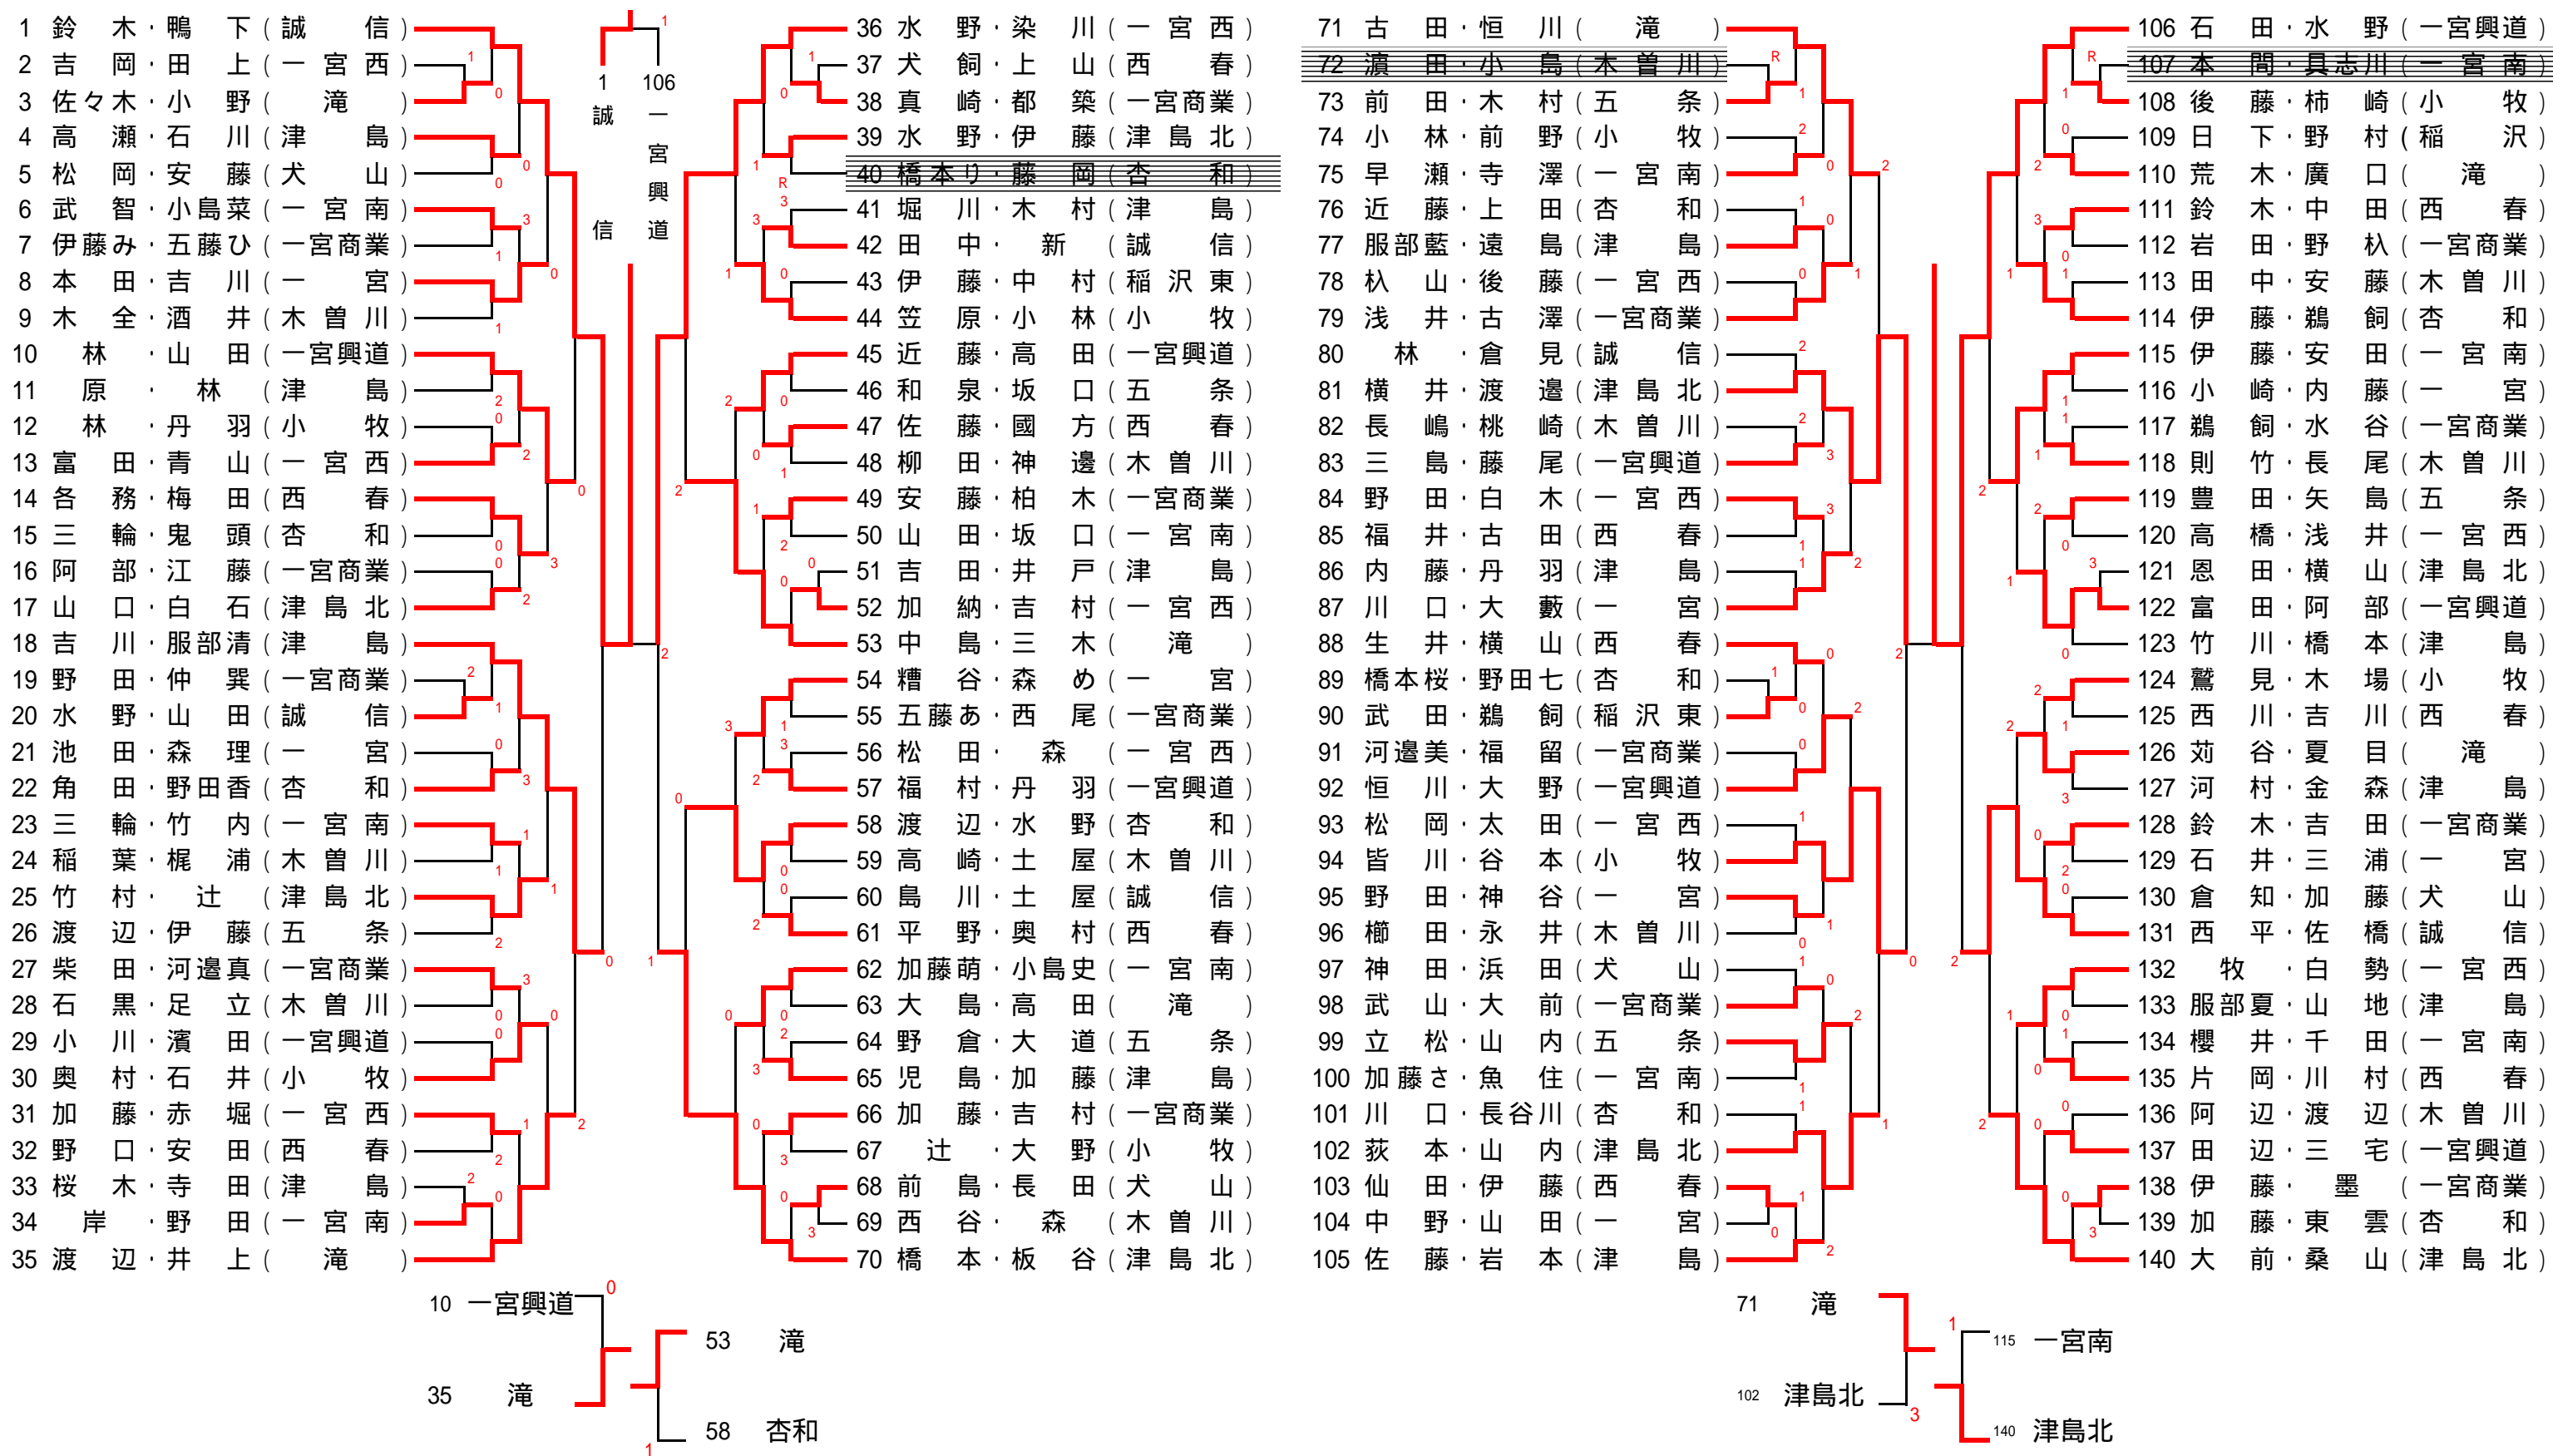 1 鈴木・鴨下(誠信)
2 吉岡・田上(一宮西)
3 佐々木・小野(滝)
4 高瀬・石川(津島)
5 松岡・安藤(犬山)
6 武智・小島菜(一宮南)
7 伊藤み・五藤ひ(一宮商業)
8 本田・吉川(一宮)
9 木全・酒井(木曽川)
10 林・山田(一宮興道)
11 原・林(津島)
12 林・丹羽(小牧)
13 富田・青山(一宮西)
14 各務・梅田(西春)
15 三輪・鬼頭(杏和)
16 阿部・江藤(一宮商業)
17 山口・白石(津島北)
18 吉川・服部清(津島)
19 野田・仲巽(一宮商業)
20 水野・山田(誠信)
21 池田・森理(一宮)
22 角田・野田香(杏和)
23 三輪・竹内(一宮南)
24 稲葉・梶浦(木曽川)
25 竹村・辻(津島北)
26 渡辺・伊藤(五条)
27 柴田・河邉真(一宮商業)
28 石黒・足立(木曽川)
29 小川・濱田(一宮興道)
30 奥村・石井(小牧)
31 加藤・赤堀(一宮西)
32 野口・安田(西春)
33 桜木・寺田(津島)
34 岸・野田(一宮南)
35 渡辺・井上(滝)
1
1 106
誠信
一宮興道
36 水野・染川(一宮西)
37 犬飼・上山(西春)
38 真崎・都築(一宮商業)
39 水野・伊藤(津島北)
40 橋本り・藤岡(杏和)
41 堀川・木村(津島)
42 田中・新(誠信)
43 伊藤・中村(稲沢東)
44 笠原・小林(小牧)
45 近藤・高田(一宮興道)
46 和泉・坂口(五条)
47 佐藤・國方(西春)
48 柳田・神邊(木曽川)
49 安藤・柏木(一宮商業)
50 山田・坂口(一宮南)
51 吉田・井戸(津島)
52 加納・吉村(一宮西)
53 中島・三木(滝)
54 糟谷・森め(一宮)
55 五藤あ・西尾(一宮商業)
56 松田・森(一宮西)
57 福村・丹羽(一宮興道)
58 渡辺・水野(杏和)
59 高崎・土屋(木曽川)
60 島川・土屋(誠信)
61 平野・奥村(西春)
62 加藤萌・小島史(一宮南)
63 大島・高田(滝)
64 野倉・大道(五条)
65 児島・加藤(津島)
66 加藤・吉村(一宮商業)
67 辻・大野(小牧)
68 前島・長田(犬山)
69 西谷・森(木曽川)
70 橋本・板谷(津島北)
71 古田・恒川(滝)
72 濵田・小島(木曽川)
73 前田・木村(五条)
74 小林・前野(小牧)
75 早瀬・寺澤(一宮南)
76 近藤・上田(杏和)
77 服部藍・遠島(津島)
78 杁山・後藤(一宮西)
79 浅井・古澤(一宮商業)
80 林・倉見(誠信)
81 横井・渡邉(津島北)
82 長嶋・桃崎(木曽川)
83 三島・藤尾(一宮興道)
84 野田・白木(一宮西)
85 福井・古田(西春)
86 内藤・丹羽(津島)
87 川口・大藪(一宮)
88 生井・横山(西春)
89 橋本桜・野田七(杏和)
90 武田・鵜飼(稲沢東)
91 河邉美・福留(一宮商業)
92 恒川・大野(一宮興道)
93 松岡・太田(一宮西)
94 皆川・谷本(小牧)
95 野田・神谷(一宮)
96 櫛田・永井(木曽川)
97 神田・浜田(犬山)
98 武山・大前(一宮商業)
99 立松・山内(五条)
100 加藤さ・魚住(一宮南)
101 川口・長谷川(杏和)
102 荻本・山内(津島北)
103 仙田・伊藤(西春)
104 中野・山田(一宮)
105 佐藤・岩本(津島)
106 石田・水野(一宮興道)
107 本間・具志川(一宮南)
108 後藤・柿崎(小牧)
109 日下・野村(稲沢)
110 荒木・廣口(滝)
111 鈴木・中田(西春)
112 岩田・野杁(一宮商業)
113 田中・安藤(木曽川)
114 伊藤・鵜飼(杏和)
115 伊藤・安田(一宮南)
116 小崎・内藤(一宮)
117 鵜飼・水谷(一宮商業)
118 則竹・長尾(木曽川)
119 豊田・矢島(五条)
120 高橋・浅井(一宮西)
121 恩田・横山(津島北)
122 富田・阿部(一宮興道)
123 竹川・橋本(津島)
124 鷲見・木場(小牧)
125 西川・吉川(西春)
126 苅谷・夏目(滝)
127 河村・金森(津島)
128 鈴木・吉田(一宮商業)
129 石井・三浦(一宮)
130 倉知・加藤(犬山)
131 西平・佐橋(誠信)
132 牧・白勢(一宮西)
133 服部夏・山地(津島)
134 櫻井・千田(一宮南)
135 片岡・川村(西春)
136 阿辺・渡辺(木曽川)
137 田辺・三宅(一宮興道)
138 伊藤・墨(一宮商業)
139 加藤・東雲(杏和)
140 大前・桑山(津島北)
10 一宮興道 0
35 滝
53 滝
1 58 杏和
71 滝
102 津島北 3
1 115 一宮南
140 津島北